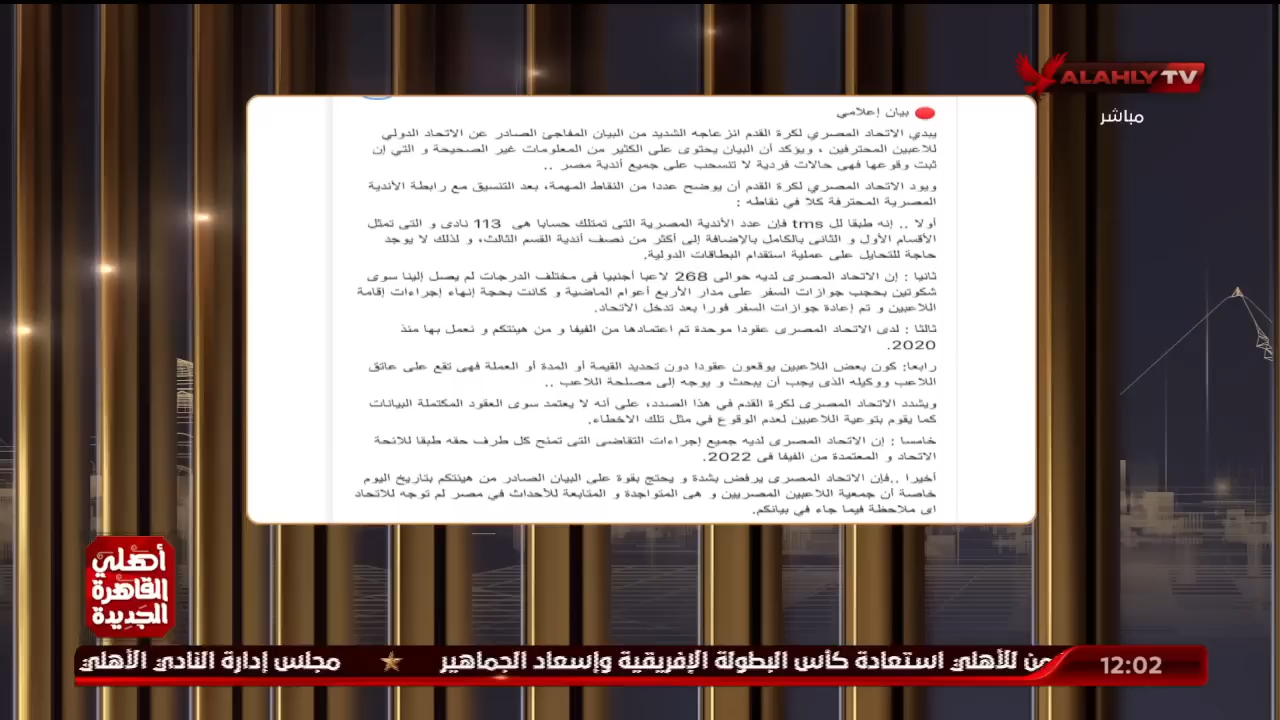 ALAHLY TV
مباشر
بيان إعلامي
يبدي الاتحاد المصري لكرة القدم انزعاجه الشديد من البيان المفاجئ الصادر عن الاتحاد الدولي
للاعبين المحترفين ، ويؤكد أن البيان يحتوى على الكثير من المعلومات غير الصحيحة و التي إن
ثبت وقوعها فهى حالات فردية لا تنسحب على جميع أندية مصر ..
ويود الاتحاد المصري لكرة القدم أن يوضح عددا من النقاط المهمة، بعد التنسيق مع رابطة الأندية
المصرية المحترفة كلا في نقاطه :
أولا .. إنه طبقا لل tms فإن عدد الأندية المصرية التى تمتلك حسابا هى 113 نادى و التى تمثل
الأقسام الأول و الثانى بالكامل بالإضافة إلى أكثر من نصف أندية القسم الثالث، و لذلك لا يوجد
حاجة للتحايل على عملية استقدام البطاقات الدولية.
ثانيا : إن الاتحاد المصرى لديه حوالى 268 لاعبا أجنبيا فى مختلف الدرجات لم يصل إلينا سوى
شكوتين بحجب جوازات السفر على مدار الأربع أعوام الماضية و كانت بحجة إنهاء إجراءات إقامة
اللاعبين و تم إعادة جوازات السفر فورا بعد تدخل الاتحاد.
ثالثا : لدى الاتحاد المصرى عقودا موحدة تم اعتمادها من الفيفا و من هيئتكم و نعمل بها منذ
2020.
رابعا: كون بعض اللاعبين يوقعون عقودا دون تحديد القيمة أو المدة أو العملة فهى تقع على عاتق
اللاعب ووكيله الذى يجب أن يبحث و يوجه إلى مصلحة اللاعب ..
ويشدد الاتحاد المصرى لكرة القدم في هذا الصدد، على أنه لا يعتمد سوى العقود المكتملة البيانات
كما يقوم بتوعية اللاعبين لعدم الوقوع في مثل تلك الاخطاء.
خامسا : إن الاتحاد المصرى لديه جميع إجراءات التقاضى التى تمنح كل طرف حقه طبقا للائحة
الاتحاد و المعتمدة من الفيفا فى 2022.
أخيرا ..فإن الاتحاد المصرى يرفض بشدة و يحتج بقوة على البيان الصادر من هيئتكم بتاريخ اليوم
خاصة أن جمعية اللاعبين المصريين و هى المتواجدة و المتابعة للأحداث في مصر لم توجه للاتحاد
اى ملاحظة فيما جاء في بيانكم.
أهلي
القاهرة
الجديدة
من للأهلي استعادة كأس البطولة الإفريقية وإسعاد الجماهير ★ مجلس إدارة النادي الأهلي
12:02